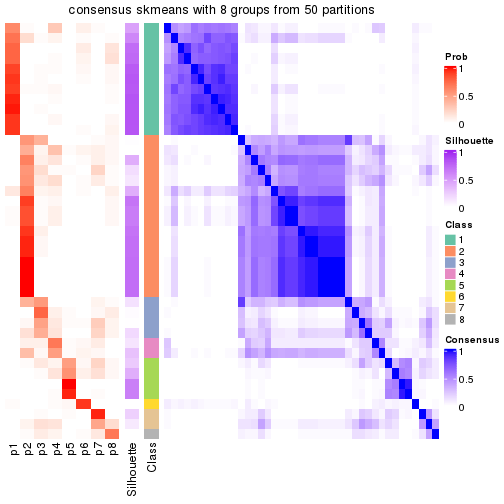 consensus skmeans with 8 groups from 50 partitions
Prob
1
0.5
0
Silhouette
1
0.5
0
Class
1
2
3
4
5
6
7
8
Consensus
1
0.5
0
p1
p2
p3
p4
p5
p6
p7
p8
Silhouette
Class